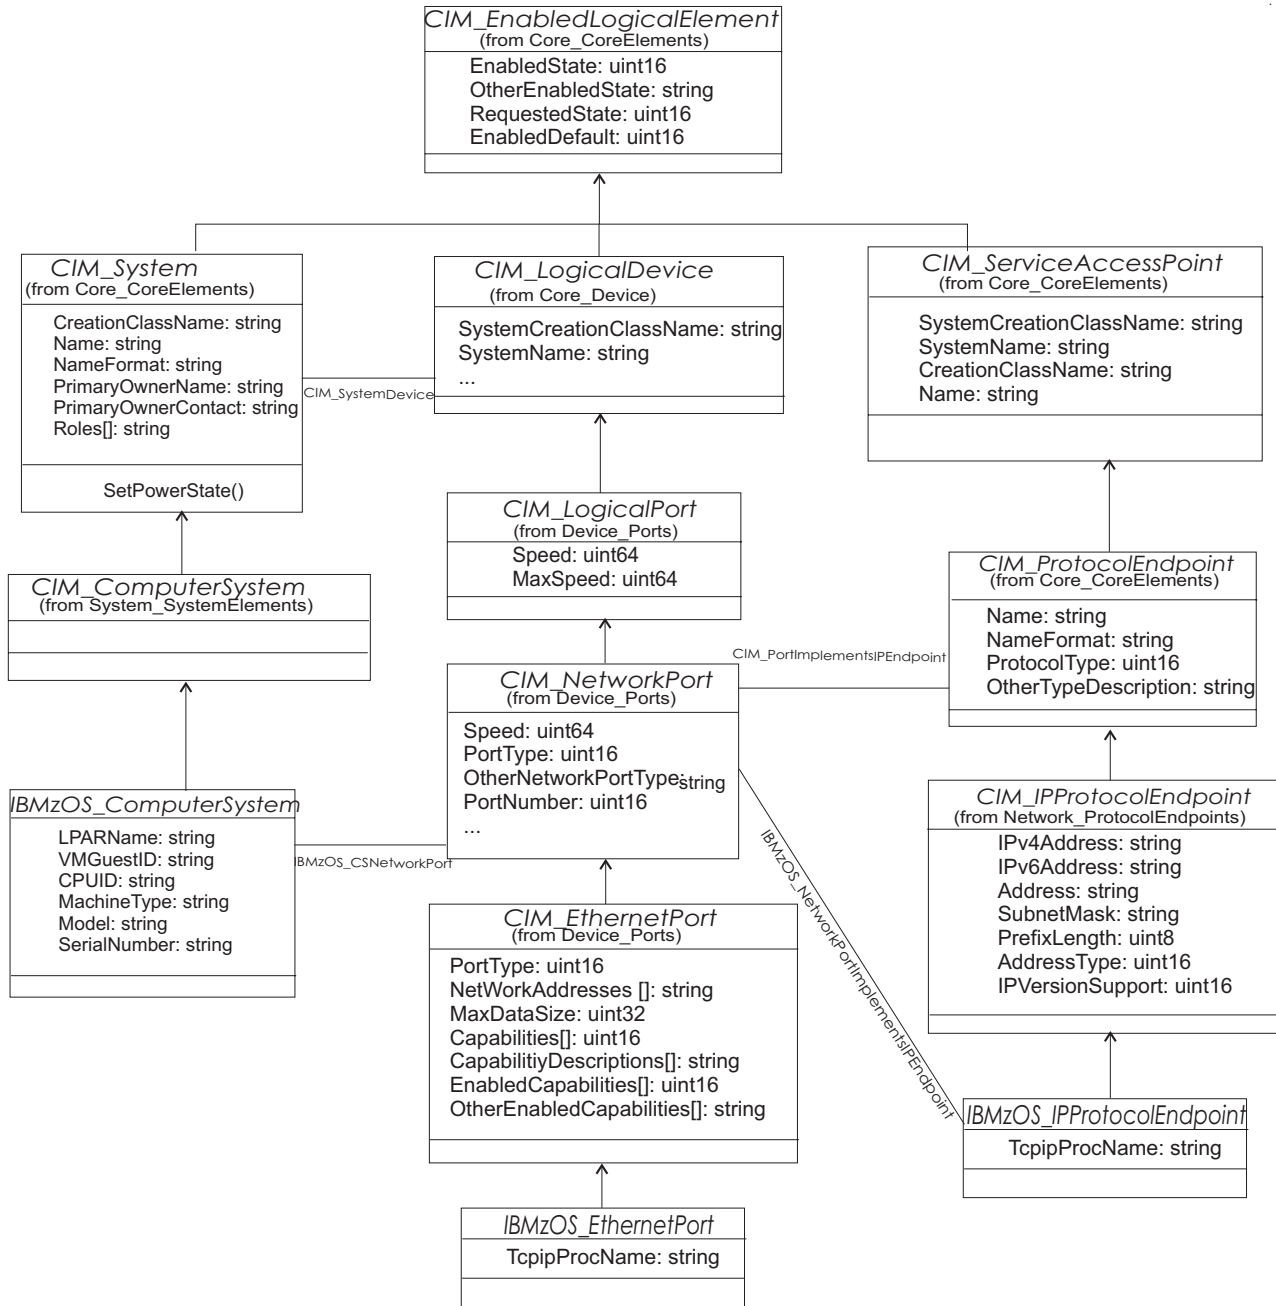 CIM_EnabledLogicalElement
(from Core_CoreElements)
EnabledState: uint16
OtherEnabledState: string
RequestedState: uint16
EnabledDefault: uint16
CIM_System
(from Core_CoreElements)
CreationClassName: string
Name: string
NameFormat: string
PrimaryOwnerName: string
PrimaryOwnerContact: string
Roles[]: string
SetPowerState()
CIM_SystemDevice
CIM_LogicalDevice
(from Core_Device)
SystemCreationClassName: string
SystemName: string
...
CIM_ServiceAccessPoint
(from Core_CoreElements)
SystemCreationClassName: string
SystemName: string
CreationClassName: string
Name: string
CIM_LogicalPort
(from Device_Ports)
Speed: uint64
MaxSpeed: uint64
CIM_ComputerSystem
(from System_SystemElements)
CIM_ProtocolEndpoint
(from Core_CoreElements)
Name: string
NameFormat: string
ProtocolType: uint16
OtherTypeDescription: string
CIM_PortImplementsIPEndpoint
CIM_NetworkPort
(from Device_Ports)
Speed: uint64
PortType: uint16
OtherNetworkPortType: string
PortNumber: uint16
...
IBMzOS_ComputerSystem
LPARName: string
VMGuestID: string
CPUID: string
MachineType: string
Model: string
SerialNumber: string
IBMzOS_CSNetworkPort
IBMzOS_NetworkPortImplementsIPEndpoint
CIM_IPProtocolEndpoint
(from Network_ProtocolEndpoints)
IPv4Address: string
IPv6Address: string
Address: string
SubnetMask: string
PrefixLength: uint8
AddressType: uint16
IPVersionSupport: uint16
CIM_EthernetPort
(from Device_Ports)
PortType: uint16
NetWorkAddresses []: string
MaxDataSize: uint32
Capabilities[]: uint16
CapabilitiyDescriptions[]: string
EnabledCapabilities[]: uint16
OtherEnabledCapabilities[]: string
IBMzOS_IPProtocolEndpoint
TcpipProcName: string
IBMzOS_EthernetPort
TcpipProcName: string